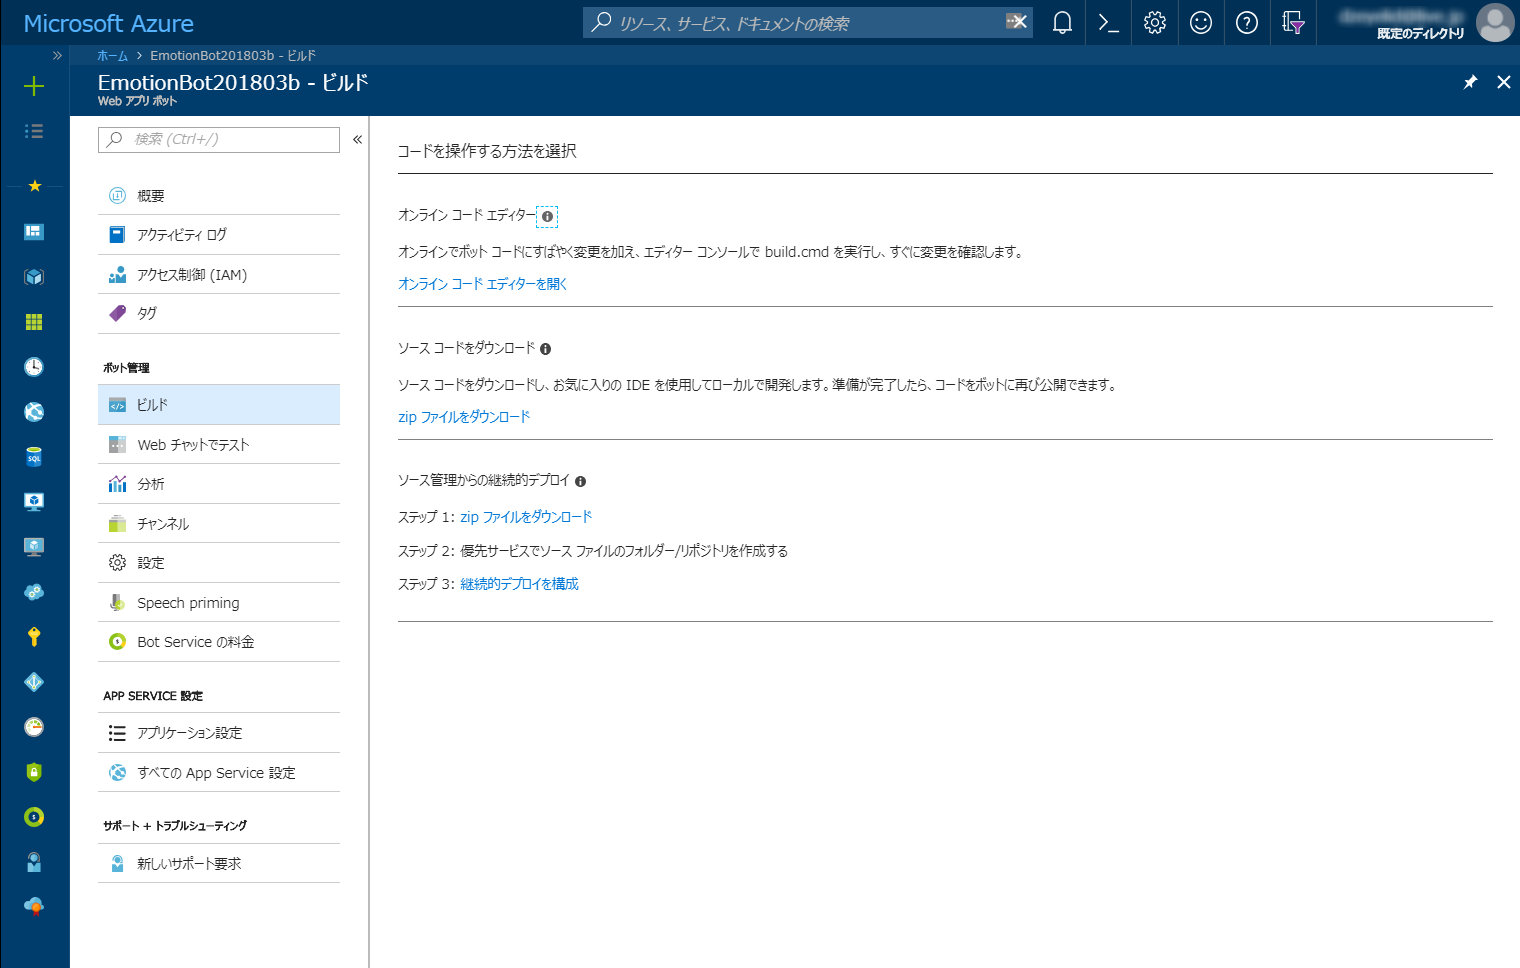 Microsoft Azure
リソース、サービス、ドキュメントの検索
既定のディレクトリ
ホーム > EmotionBot201803b - ビルド
EmotionBot201803b - ビルド
Web アプリ ボット
検索 (Ctrl+/)
概要
アクティビティ ログ
アクセス制御 (IAM)
タグ
ボット管理
ビルド
Web チャットでテスト
分析
チャンネル
設定
Speech priming
Bot Service の料金
APP SERVICE 設定
アプリケーション設定
すべての App Service 設定
サポート + トラブルシューティング
新しいサポート要求
コードを操作する方法を選択
オンライン コード エディター
オンラインでボット コードにすばやく変更を加え、エディター コンソールで build.cmd を実行し、すぐに変更を確認します。
オンライン コード エディターを開く
ソース コードをダウンロード
ソース コードをダウンロードし、お気に入りの IDE を使用してローカルで開発します。準備が完了したら、コードをボットに再び公開できます。
zip ファイルをダウンロード
ソース管理からの継続的デプロイ
ステップ 1: zip ファイルをダウンロード
ステップ 2: 優先サービスでソース ファイルのフォルダー/リポジトリを作成する
ステップ 3: 継続的デプロイを構成
SQL